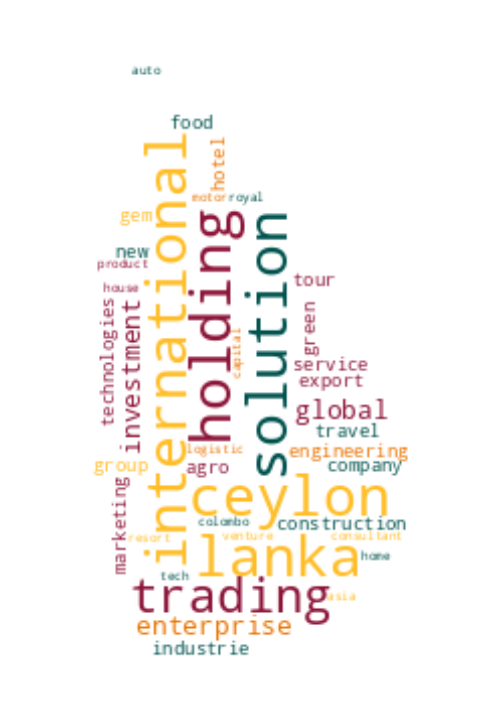 auto
food
international
hotel
motor
royal
gem
holding
solution
new
product
tour
house
technologies
investment
green
capital
service
export
global
travel
logistic
engineering
group
agro
company
marketing
ceylon
colombo
construction
resort
venture
consultant
lanka
home
tech
trading
asia
enterprise
industrie